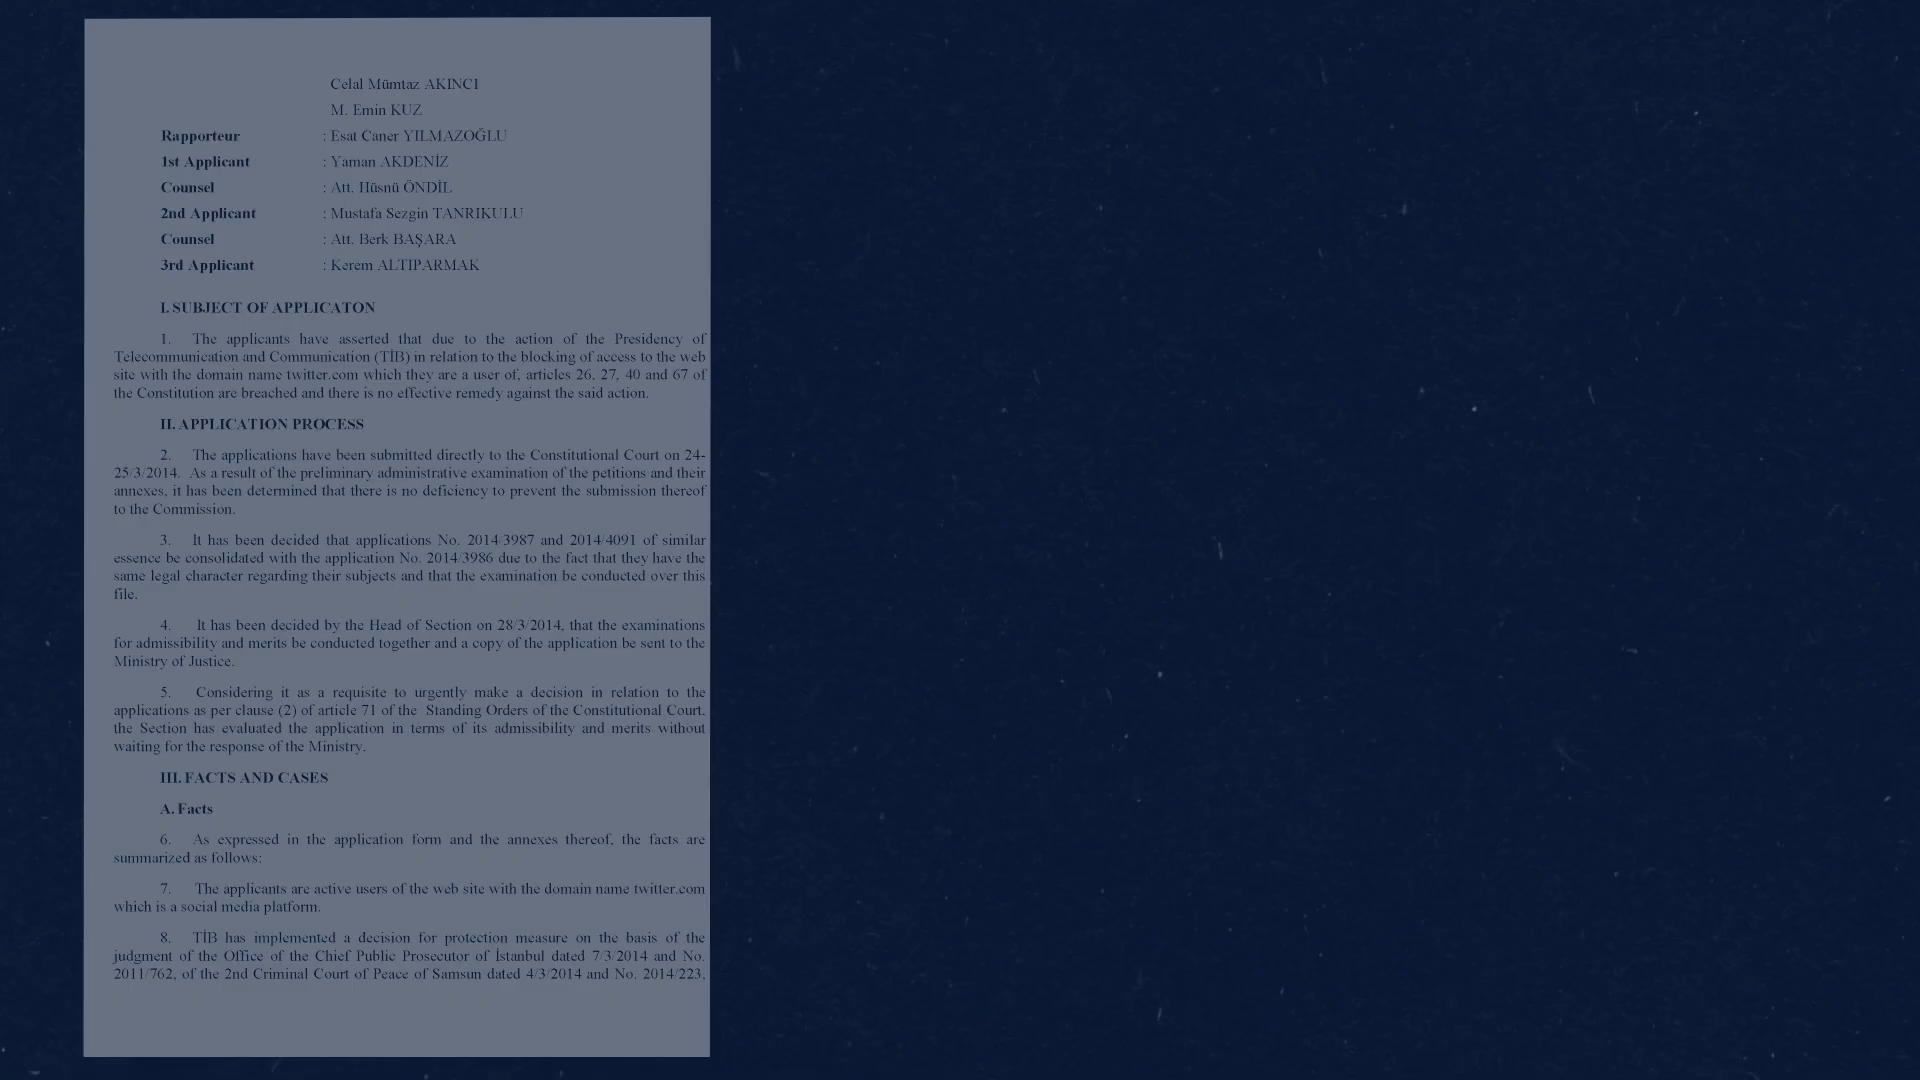 Celal Mümtaz AKINCI
M. Emin KUZ
Rapporteur : Esat Caner YILMAZOĞLU
1st Applicant : Yaman AKDENİZ
Counsel : Att. Hüsnü ÖNDİL
2nd Applicant : Mustafa Sezgin TANRIKULU
Counsel : Att. Berk BAŞARA
3rd Applicant : Kerem ALTIPARMAK
I. SUBJECT OF APPLICATON
1. The applicants have asserted that due to the action of the Presidency of
Telecommunication and Communication (TİB) in relation to the blocking of access to the web
site with the domain name twitter.com which they are a user of, articles 26, 27, 40 and 67 of
the Constitution are breached and there is no effective remedy against the said action.
II. APPLICATION PROCESS
2. The applications have been submitted directly to the Constitutional Court on 24-
25/3/2014. As a result of the preliminary administrative examination of the petitions and their
annexes, it has been determined that there is no deficiency to prevent the submission thereof
to the Commission.
3. It has been decided that applications No. 2014/3987 and 2014/4091 of similar
essence be consolidated with the application No. 2014/3986 due to the fact that they have the
same legal character regarding their subjects and that the examination be conducted over this
file.
4. It has been decided by the Head of Section on 28/3/2014, that the examinations
for admissibility and merits be conducted together and a copy of the application be sent to the
Ministry of Justice.
5. Considering it as a requisite to urgently make a decision in relation to the
applications as per clause (2) of article 71 of the Standing Orders of the Constitutional Court,
the Section has evaluated the application in terms of its admissibility and merits without
waiting for the response of the Ministry.
III. FACTS AND CASES
A. Facts
6. As expressed in the application form and the annexes thereof, the facts are
summarized as follows:
7. The applicants are active users of the web site with the domain name twitter.com
which is a social media platform.
8. TİB has implemented a decision for protection measure on the basis of the
judgment of the Office of the Chief Public Prosecutor of İstanbul dated 7/3/2014 and No.
2011/762, of the 2nd Criminal Court of Peace of Samsun dated 4/3/2014 and No. 2014/223,